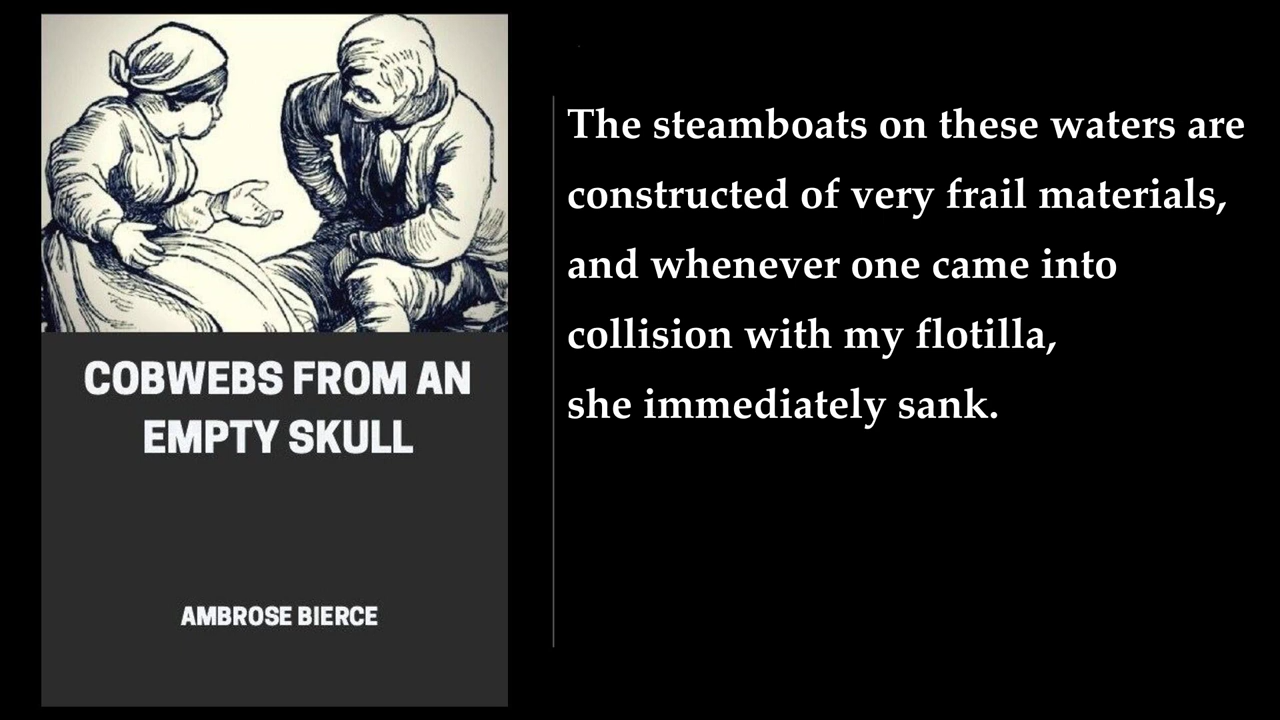 COBWEBS FROM AN
EMPTY SKULL
AMBROSE BIERCE
The steamboats on these waters are
constructed of very frail materials,
and whenever one came into
collision with my flotilla,
she immediately sank.